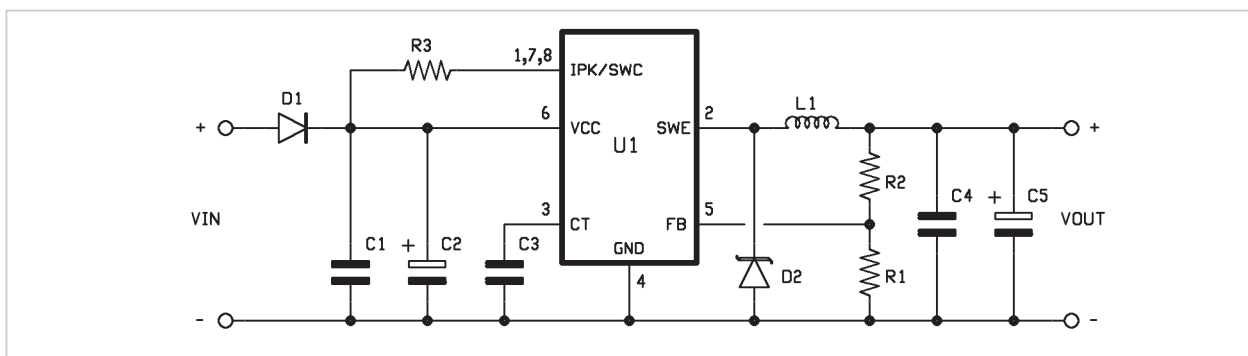 R3
1,7,8
IPK/SWC
D1
L1
+
6
VCC
SWE
2
+
U1
R2
3
CT
FB
5
C4
+
C5
VIN
VOUT
C1
+
C2
C3
GND
4
D2
R1
-
-